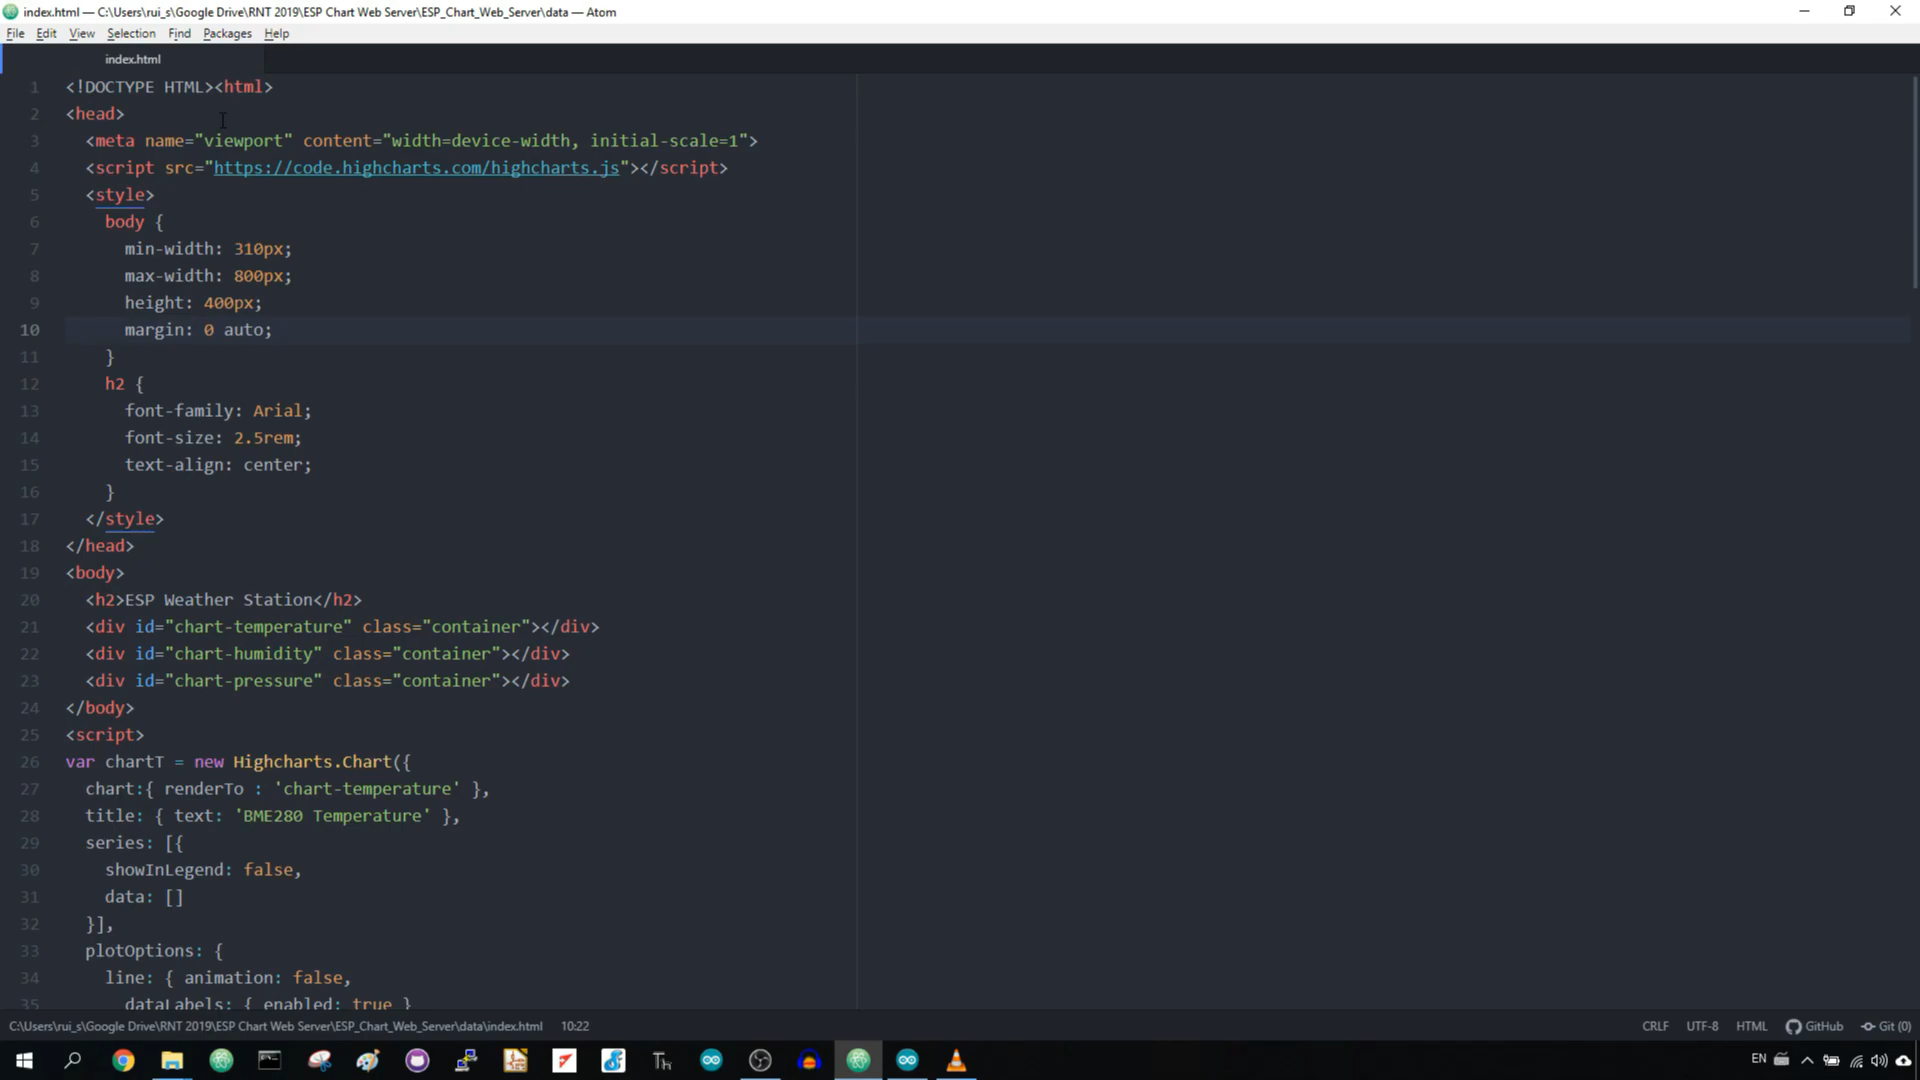 index.html — C:\Users\rui_s\Google Drive\RNT 2019\ESP Chart Web Server\ESP_Chart_Web_Server\data — Atom
File Edit View Selection Find Packages Help
index.html
1 <!DOCTYPE HTML><html>
2 <head>
3 <meta name="viewport" content="width=device-width, initial-scale=1">
4 <script src="https://code.highcharts.com/highcharts.js"></script>
5 <style>
6 body {
7 min-width: 310px;
8 max-width: 800px;
9 height: 400px;
10 margin: 0 auto;
11 }
12 h2 {
13 font-family: Arial;
14 font-size: 2.5rem;
15 text-align: center;
16 }
17 </style>
18 </head>
19 <body>
20 <h2>ESP Weather Station</h2>
21 <div id="chart-temperature" class="container"></div>
22 <div id="chart-humidity" class="container"></div>
23 <div id="chart-pressure" class="container"></div>
24 </body>
25 <script>
26 var chartT = new Highcharts.Chart({
27 chart:{ renderTo : 'chart-temperature' },
28 title: { text: 'BME280 Temperature' },
29 series: [{
30 showInLegend: false,
31 data: []
32 }],
33 plotOptions: {
34 line: { animation: false,
35 dataLabels: { enabled: true }
C:\Users\rui_s\Google Drive\RNT 2019\ESP Chart Web Server\ESP_Chart_Web_Server\data\index.html 10:22 CRLF UTF-8 HTML GitHub Git (0)
Th EN